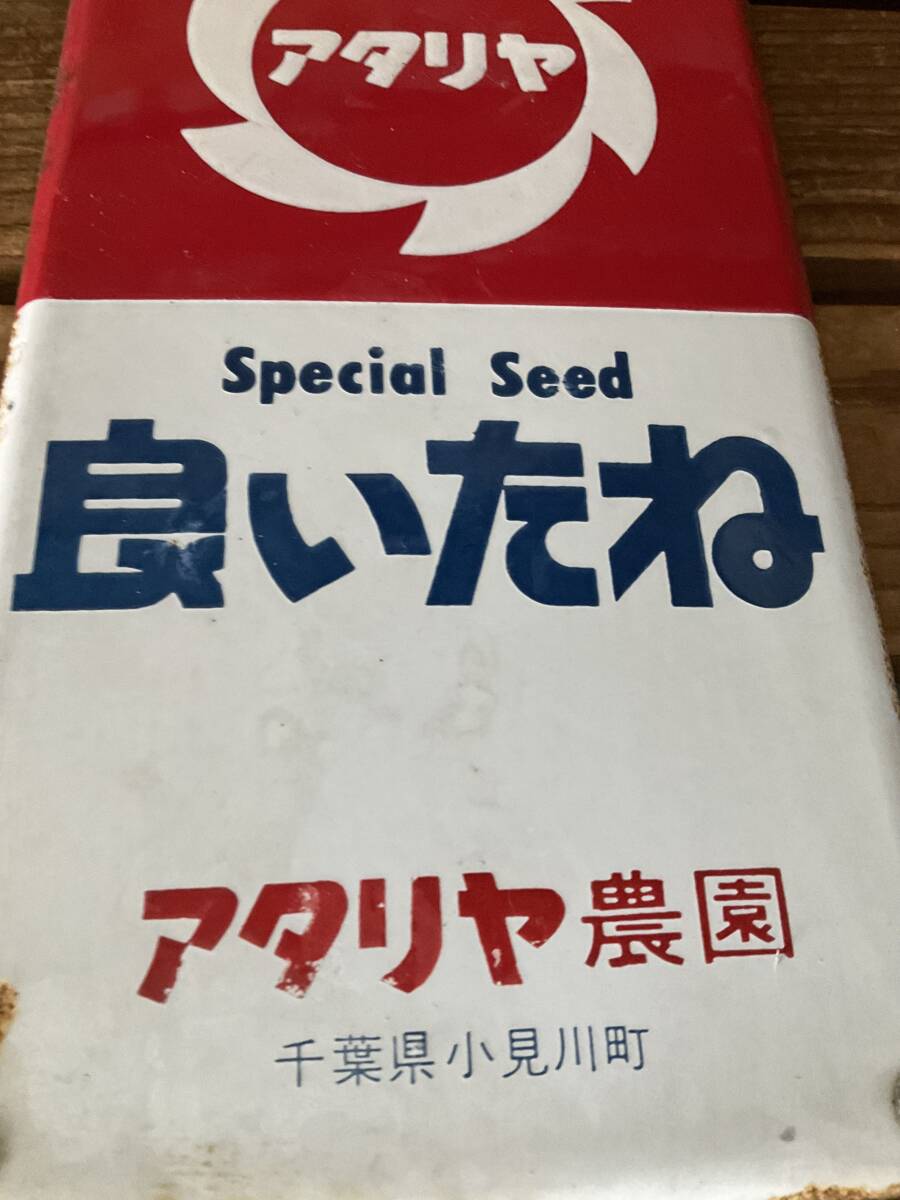 アタリヤ
Special Seed
良いたね
アタリヤ農園
千葉県小見川町